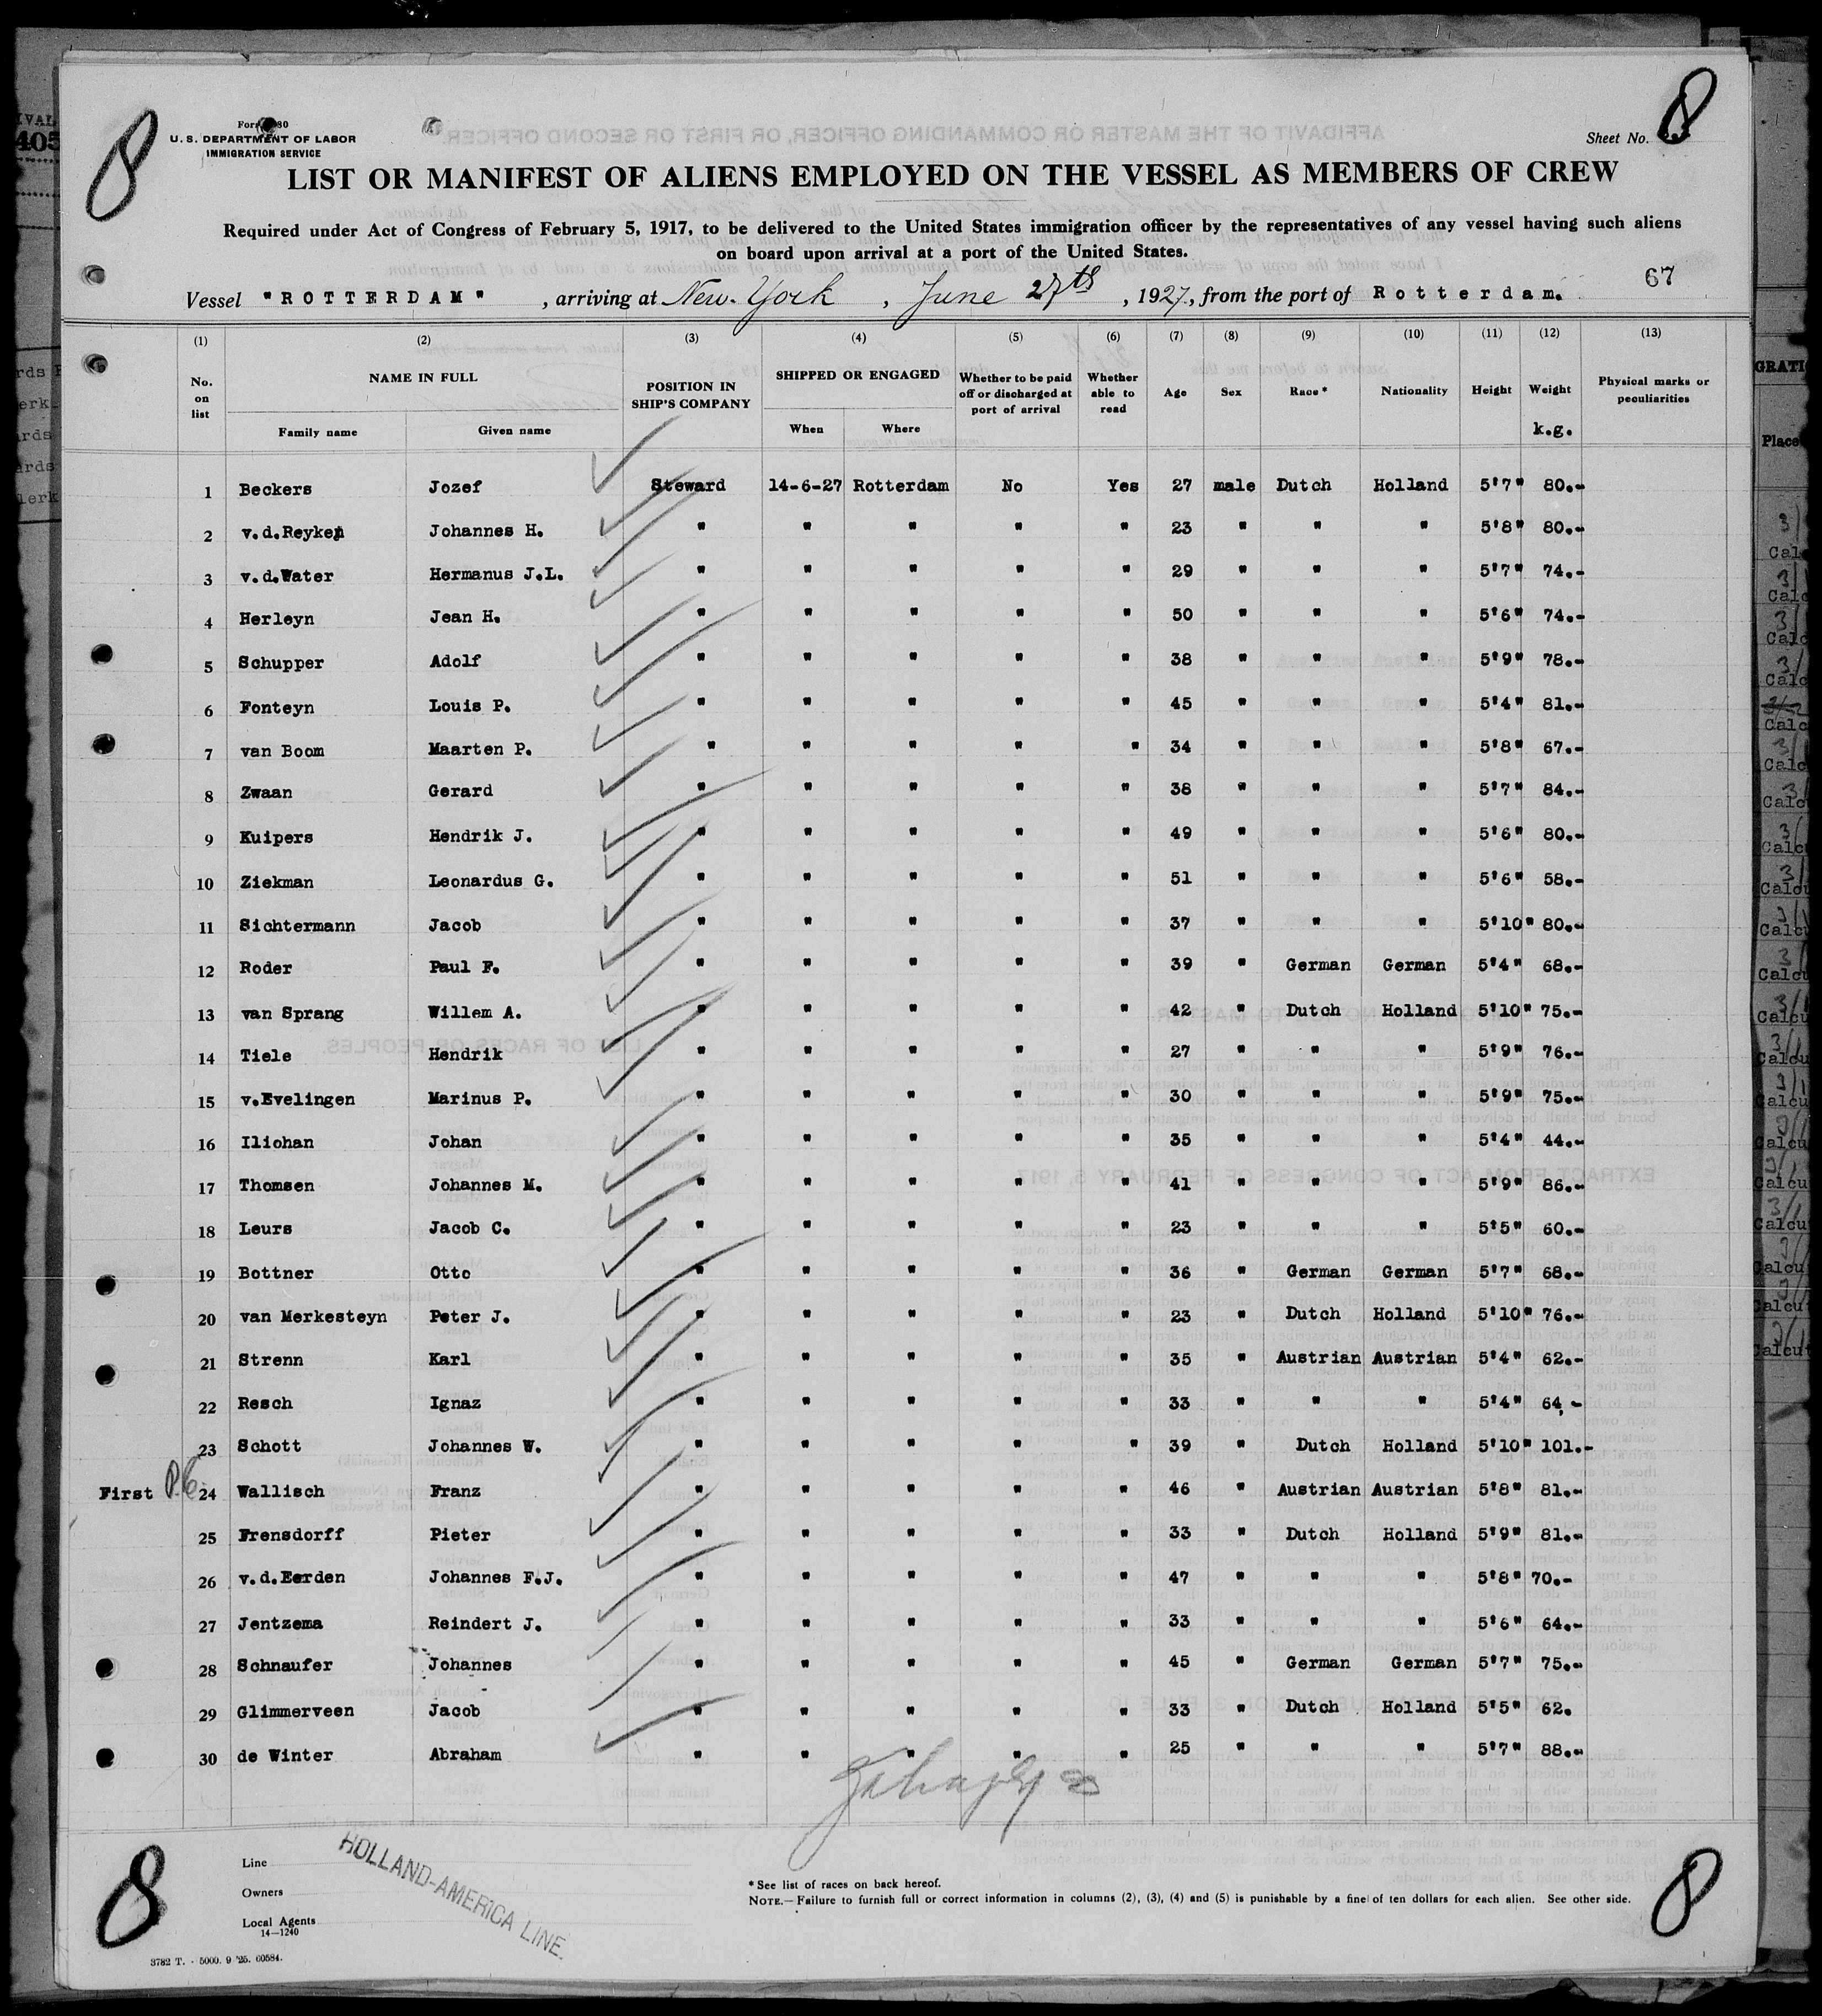 8
8
Form 680
U. S. DEPARTMENT OF LABOR
IMMIGRATION SERVICE
Sheet No. 8
LIST OR MANIFEST OF ALIENS EMPLOYED ON THE VESSEL AS MEMBERS OF CREW
Required under Act of Congress of February 5, 1917, to be delivered to the United States immigration officer by the representatives of any vessel having such aliens
on board upon arrival at a port of the United States.
67
Vessel "ROTTERDAM" , arriving at New York , June 27th , 1927, from the port of Rotterdam.
(1) (2) (3) (4) (5) (6) (7) (8) (9) (10) (11) (12) (13)
No. on list NAME IN FULL Family name Given name POSITION IN SHIP'S COMPANY SHIPPED OR ENGAGED When Where Whether to be paid off or discharged at port of arrival Whether able to read Age Sex Race* Nationality Height Weight k.g. Physical marks or peculiarities
1 Beckers Jozef Steward 14-6-27 Rotterdam No Yes 27 male Dutch Holland 5'7" 80.-
2 v.d.Reyken Johannes H. " " " " " 23 " " " 5'8" 80.-
3 v.d.Water Hermanus J.L. " " " " " 29 " " " 5'7" 74.-
4 Herleyn Jean H. " " " " " 50 " " " 5'6" 74.-
5 Schupper Adolf " " " " " 38 " " " 5'9" 78.-
6 Fonteyn Louis P. " " " " " 45 " " " 5'4" 81.-
7 van Boom Maarten P. " " " " " 34 " " " 5'8" 67.-
8 Zwaan Gerard " " " " " 38 " " " 5'7" 84.-
9 Kuipers Hendrik J. " " " " " 49 " " " 5'6" 80.-
10 Ziekman Leonardus G. " " " " " 51 " " " 5'6" 58.-
11 Sichtermann Jacob " " " " " 37 " " " 5'10" 80.-
12 Roder Paul F. " " " " " 39 " German German 5'4" 68.-
13 van Sprang Willem A. " " " " " 42 " Dutch Holland 5'10" 75.-
14 Tiele Hendrik " " " " " 27 " " " 5'9" 76.-
15 v.Evelingen Marinus P. " " " " " 30 " " " 5'9" 75.-
16 Iliohan Johan " " " " " 35 " " " 5'4" 44.-
17 Thomsen Johannes M. " " " " " 41 " " " 5'9" 86.-
18 Leurs Jacob C. " " " " " 23 " " " 5'5" 60.-
19 Bottner Otto " " " " " 36 " German German 5'7" 68.-
20 van Merkesteyn Peter J. " " " " " 23 " Dutch Holland 5'10" 76.-
21 Strenn Karl " " " " " 35 " Austrian Austrian 5'4" 62.-
22 Resch Ignaz " " " " " 33 " " " 5'4" 64,-
23 Schott Johannes W. " " " " " 39 " Dutch Holland 5'10" 101.-
First P.C. 24 Wallisch Franz " " " " " 46 " Austrian Austrian 5'8" 81.-
25 Frensdorff Pieter " " " " " 33 " Dutch Holland 5'9" 81.-
26 v.d.Eerden Johannes F.J. " " " " " 47 " " " 5'8" 70.-
27 Jentzema Reindert J. " " " " " 33 " " " 5'6" 64.-
28 Schnaufer Johannes " " " " " 45 " German German 5'7" 75.-
29 Glimmerveen Jacob " " " " " 33 " Dutch Holland 5'5" 62.
30 de Winter Abraham " " " " " 25 " " " 5'7" 88.-
8
8
Line
Owners
Local Agents
14—1240
HOLLAND-AMERICA LINE.
* See list of races on back hereof.
NOTE.—Failure to furnish full or correct information in columns (2), (3), (4) and (5) is punishable by a fine of ten dollars for each alien. See other side.
3782 T. - 5000. 9 '25. 60584.